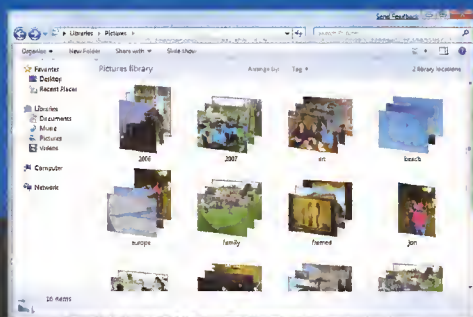 Send Feedback
Libraries ▸ Pictures ▸
Organize ▾ New Folder Share with ▾ Slide show
Favorites
Desktop
Recent Places
Libraries
Documents
Music
Pictures
Videos
Computer
Network
Pictures library
Arrange by: Tag ▾
2 library locations
2006
2007
art
beach
europe
family
framed
jon
16 items